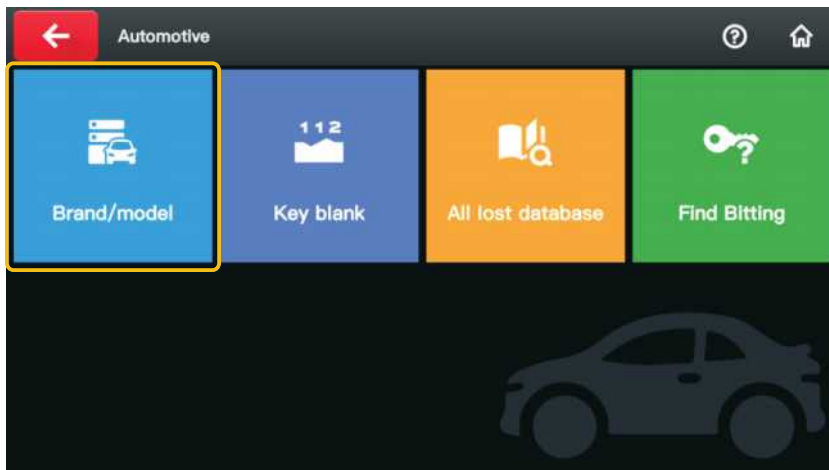 Automotive
112
Brand/model
Key blank
All lost database
Find Bitting